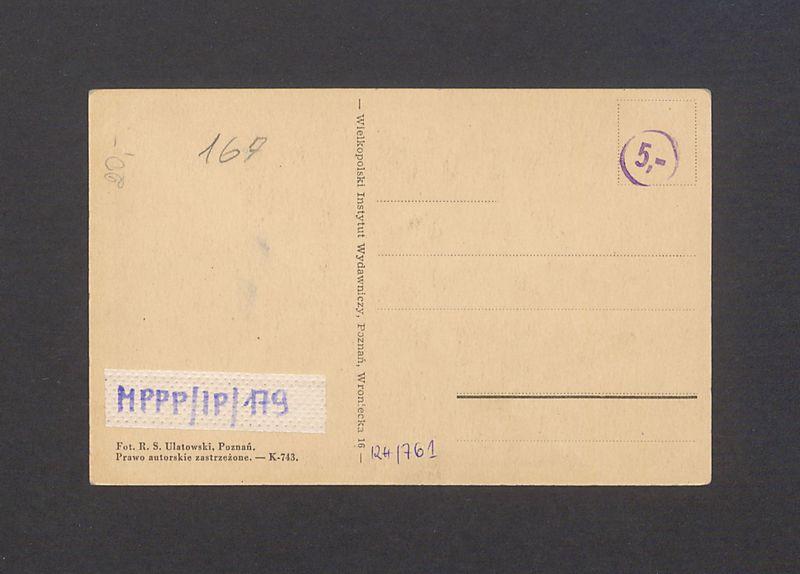 20,-
167
5,-
— Wielkopolski Instytut Wydawniczy, Poznań, Wroniecka 16 —
MPPP/IP/179
Fot. R. S. Ulatowski, Poznań.
Prawo autorskie zastrzeżone. — K-743.
RH/761